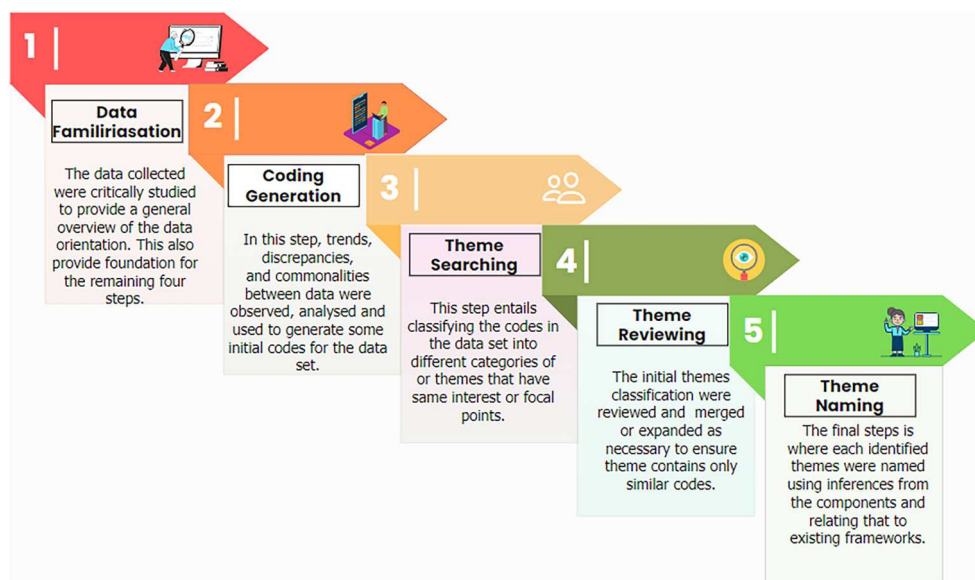 1
Data
Familiriasation
The data collected
were critically studied
to provide a general
overview of the data
orientation. This also
provide foundation for
the remaining four
steps.
2
Coding
Generation
In this step, trends,
discrepancies,
and commonalities
between data were
observed, analysed and
used to generate some
initial codes for the data
set.
3
Theme
Searching
This step entails
classifying the codes in
the data set into
different categories of
or themes that have
same interest or focal
points.
4
Theme
Reviewing
The initial themes
classification were
reviewed and merged
or expanded as
necessary to ensure
theme contains only
similar codes.
5
Theme
Naming
The final steps is
where each identified
themes were named
using inferences from
the components and
relating that to
existing frameworks.